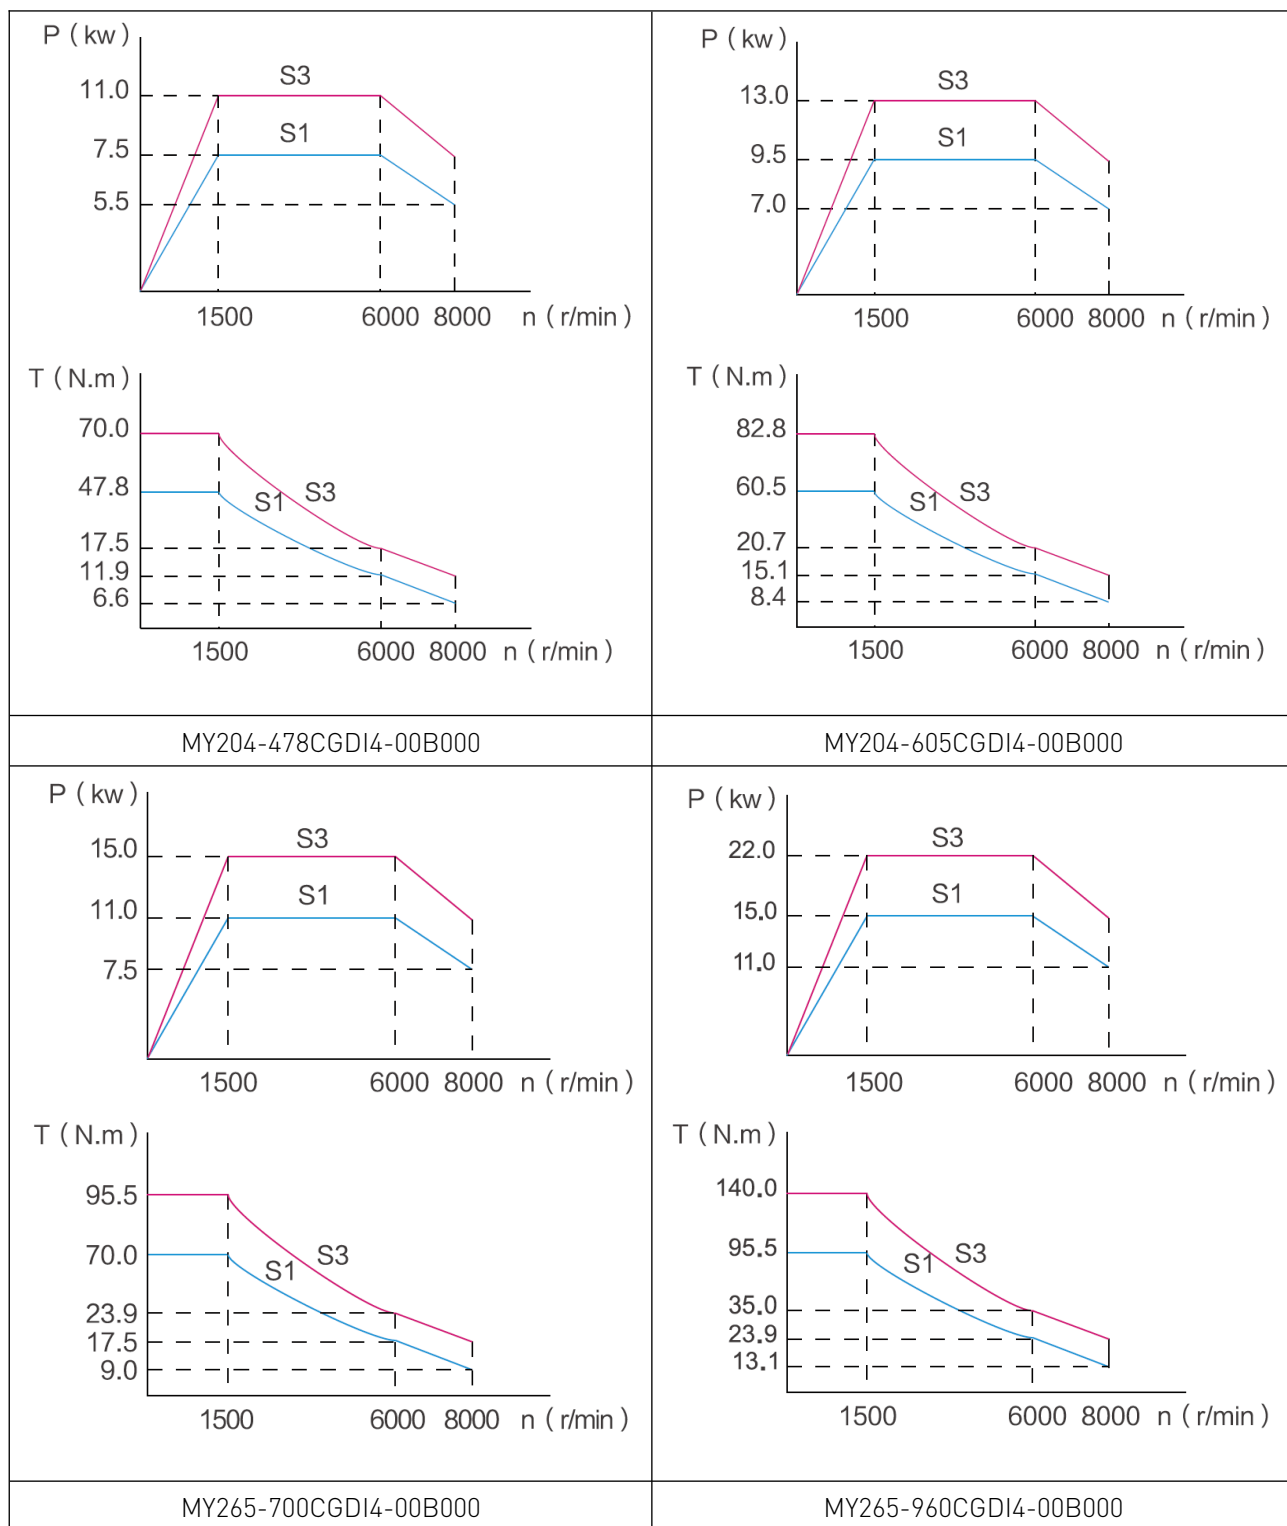 P ( kw )
S3
11.0
S1
7.5
5.5
1500
6000
8000
n ( r/min )
T ( N.m )
70.0
47.8
S1
S3
17.5
11.9
6.6
1500
6000
8000
n ( r/min )
MY204-478CGDI4-00B000
P ( kw )
S3
13.0
S1
9.5
7.0
1500
6000
8000
n ( r/min )
T ( N.m )
82.8
60.5
S1
S3
20.7
15.1
8.4
1500
6000
8000
n ( r/min )
MY204-605CGDI4-00B000
P ( kw )
S3
15.0
S1
11.0
7.5
1500
6000
8000
n ( r/min )
T ( N.m )
95.5
70.0
S1
S3
23.9
17.5
9.0
1500
6000
8000
n ( r/min )
MY265-700CGDI4-00B000
P ( kw )
S3
22.0
S1
15.0
11.0
1500
6000
8000
n ( r/min )
T ( N.m )
140.0
95.5
S1
S3
35.0
23.9
13.1
1500
6000
8000
n ( r/min )
MY265-960CGDI4-00B000